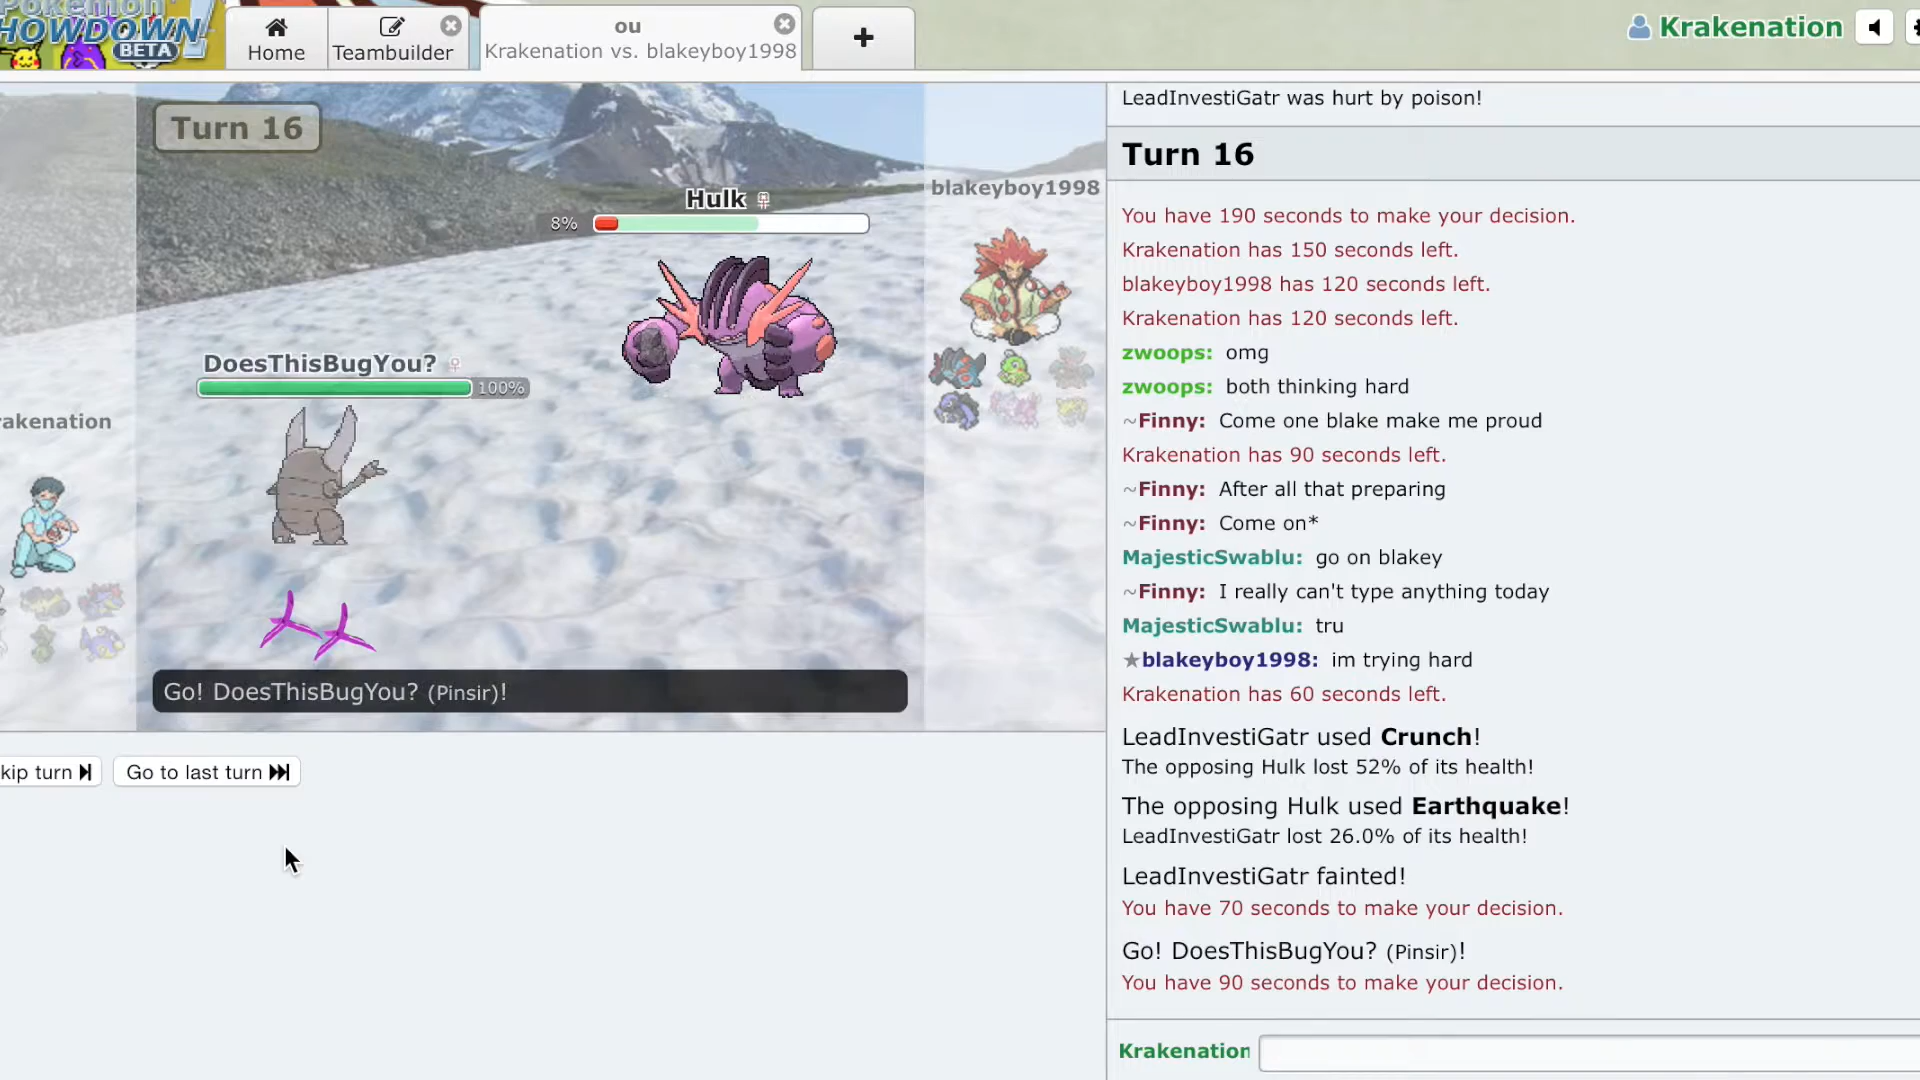 Pokémon
HOWDOWN
BETA
Home
Teambuilder
ou
Krakenation vs. blakeyboy1998
Krakenation
Turn 16
Hulk
8%
DoesThisBugYou?
100%
akenation
blakeyboy1998
Go! DoesThisBugYou? (Pinsir)!
kip turn
Go to last turn
LeadInvestiGatr was hurt by poison!
Turn 16
You have 190 seconds to make your decision.
Krakenation has 150 seconds left.
blakeyboy1998 has 120 seconds left.
Krakenation has 120 seconds left.
zwoops: omg
zwoops: both thinking hard
~Finny: Come one blake make me proud
Krakenation has 90 seconds left.
~Finny: After all that preparing
~Finny: Come on*
MajesticSwablu: go on blakey
~Finny: I really can't type anything today
MajesticSwablu: tru
★blakeyboy1998: im trying hard
Krakenation has 60 seconds left.
LeadInvestiGatr used Crunch!
The opposing Hulk lost 52% of its health!
The opposing Hulk used Earthquake!
LeadInvestiGatr lost 26.0% of its health!
LeadInvestiGatr fainted!
You have 70 seconds to make your decision.
Go! DoesThisBugYou? (Pinsir)!
You have 90 seconds to make your decision.
Krakenation